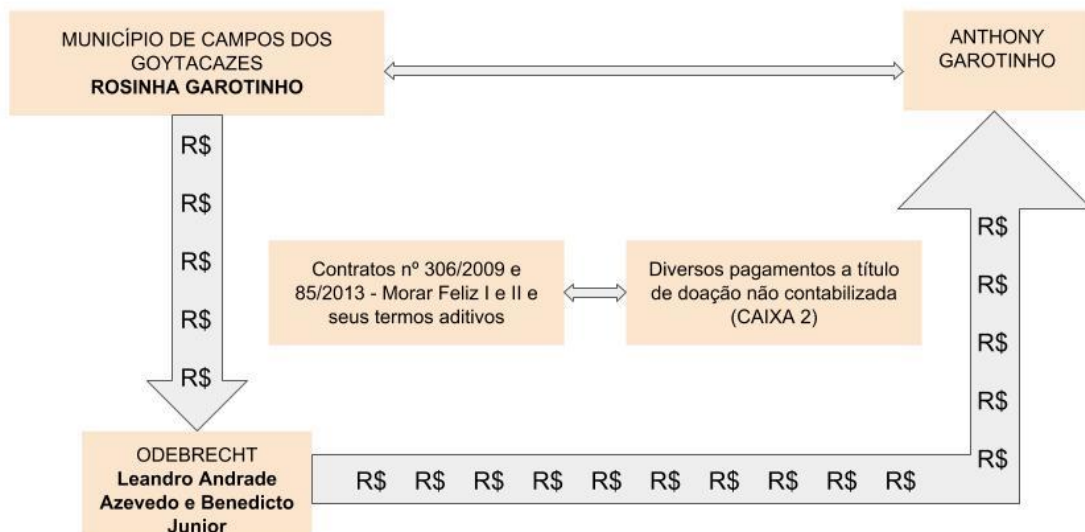 MUNICÍPIO DE CAMPOS DOS
GOYTACAZES
ROSINHA GAROTINHO
ANTHONY
GAROTINHO
R$
R$
R$
R$
R$
Contratos nº 306/2009 e
85/2013 - Morar Feliz I e II e
seus termos aditivos
Diversos pagamentos a título
de doação não contabilizada
(CAIXA 2)
ODEBRECHT
Leandro Andrade
Azevedo e Benedicto
Junior
R$ R$ R$ R$ R$ R$ R$ R$ R$ R$
R$
R$
R$
R$
R$